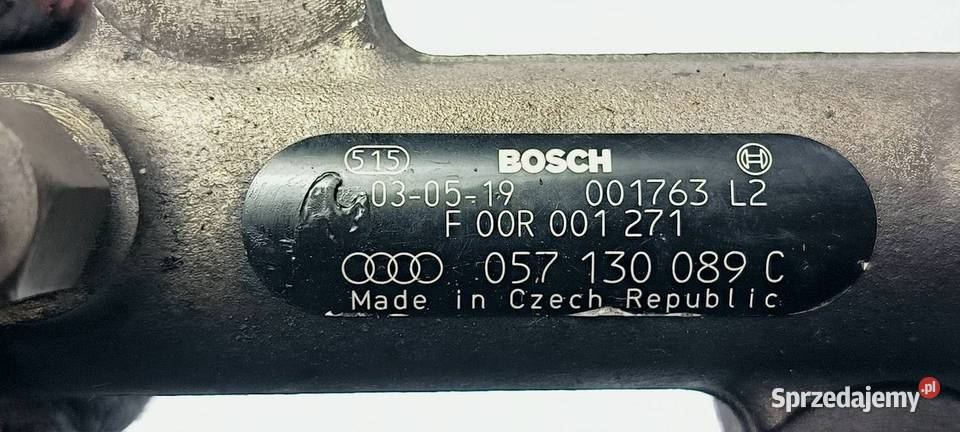 515 BOSCH
03-05-19 001763 L2
F 00R 001 271
057 130 089 C
Made in Czech Republic
Sprzedajemy.pl